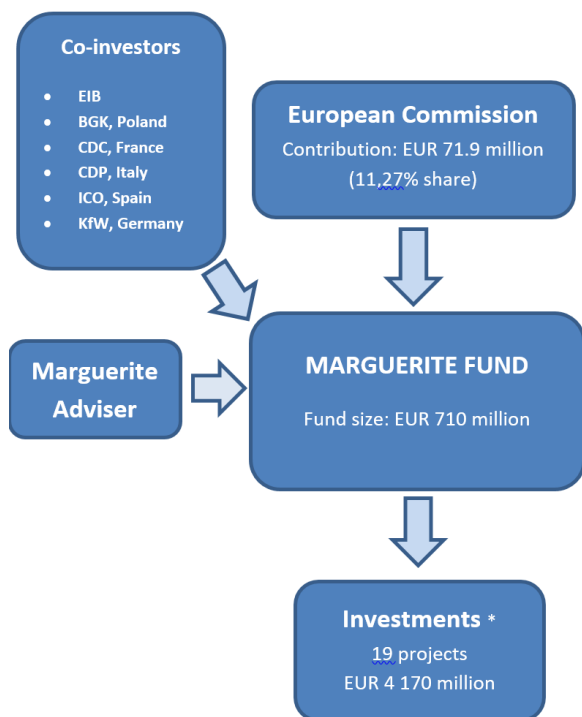 Co-investors
• EIB
• BGK, Poland
• CDC, France
• CDP, Italy
• ICO, Spain
• KfW, Germany
European Commission
Contribution: EUR 71.9 million
(11,27% share)
Marguerite
Adviser
MARGUERITE FUND
Fund size: EUR 710 million
Investments *
19 projects
EUR 4 170 million